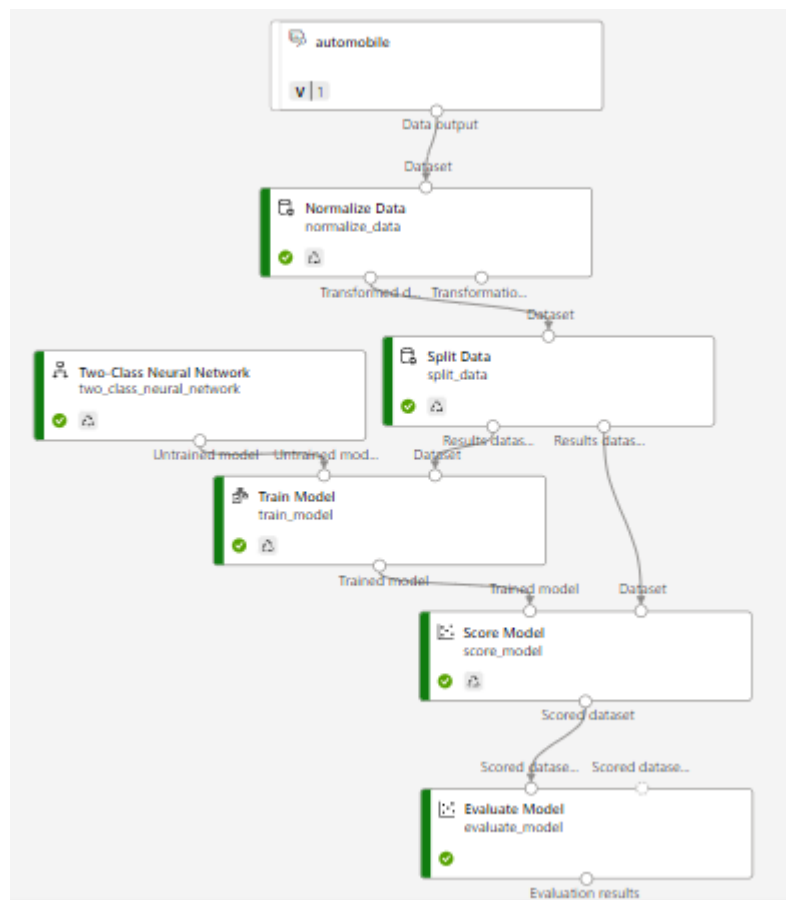 automobile
V | 1
Data output
Dataset
Normalize Data
normalize_data
Transformed d... Transformatio...
Dataset
Split Data
split_data
Two-Class Neural Network
two_class_neural_network
Results datas... Results datas...
Untrained model Untrained mod... Dataset
Train Model
train_model
Trained model
Trained model Dataset
Score Model
score_model
Scored dataset
Scored datase... Scored datase...
Evaluate Model
evaluate_model
Evaluation results